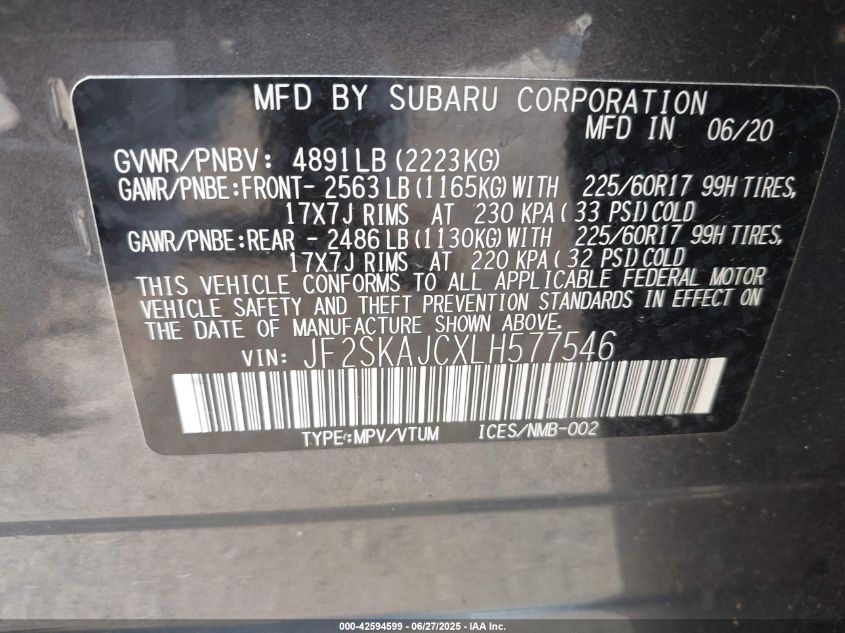 MFD BY SUBARU CORPORATION
MFD IN 06/20
GVWR/PNBV: 4891LB (2223KG)
GAWR/PNBE:FRONT- 2563 LB (1165KG)WITH 225/60R17 99H TIRES,
17X7J RIMS AT 230 KPA( 33 PSI)COLD
GAWR/PNBE:REAR - 2486 LB (1130KG)WITH 225/60R17 99H TIRES,
17X7J RIMS AT 220 KPA( 32 PSI)COLD
THIS VEHICLE CONFORMS TO ALL APPLICABLE FEDERAL MOTOR
VEHICLE SAFETY AND THEFT PREVENTION STANDARDS IN EFFECT ON
THE DATE OF MANUFACTURE SHOWN ABOVE.
VIN: JF2SKAJCXLH577546
TYPE:MPV/VTUM ICES/NMB-002
000-42594599 - 06/27/2025 - IAA Inc.